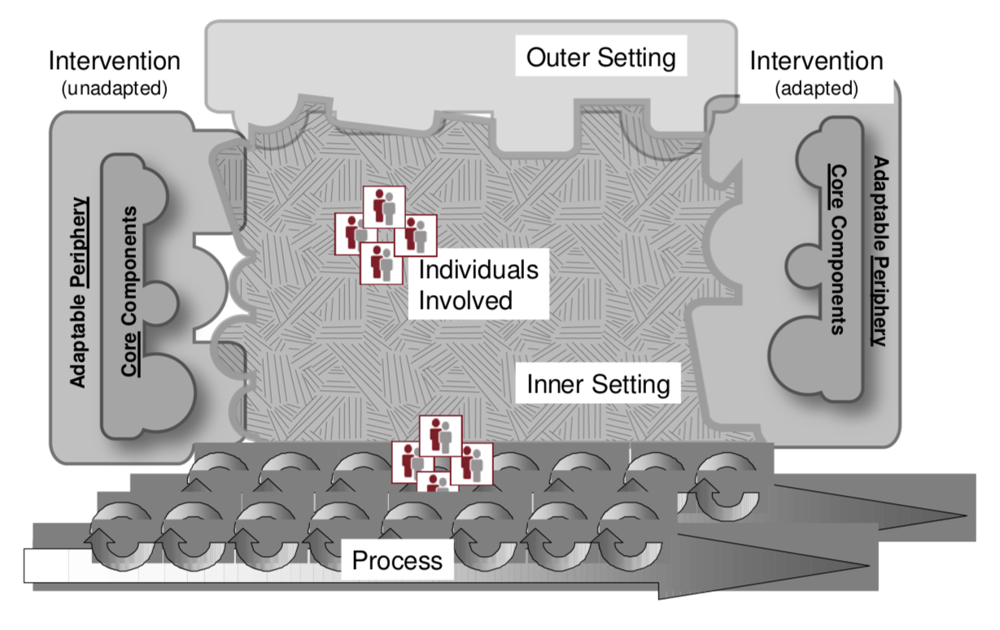 Outer Setting
Intervention
(unadapted)
Intervention
(adapted)
Adaptable Periphery
Core Components
Core Components
Adaptable Periphery
Individuals
Involved
Inner Setting
Process